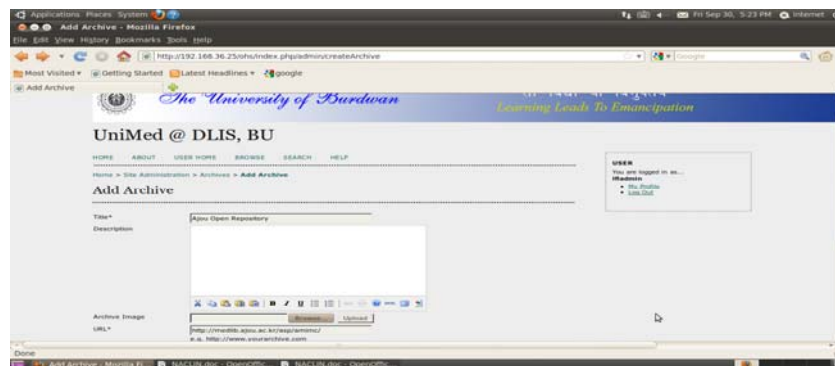 Applications Places System Fri Sep 30, 5:23 PM internet
Add Archive - Mozilla Firefox
File Edit View History Bookmarks Tools Help
http://192.168.36.25/ohs/index.php/admin/createArchive Google
Most Visited Getting Started Latest Headlines google
Add Archive
The University of Burdwan
Learning Leads To Emancipation
UniMed @ DLIS, BU
HOME ABOUT USER HOME BROWSE SEARCH HELP
Home > Site Administration > Archives > Add Archive
Add Archive
USER
You are logged in as...
My Profile
Log Out
Title* Ajou Open Repository
Description
B I U
Archive Image Browse... Upload
URL* http://medlib.ajou.ac.kr/asp/aminc/
e.g. http://www.yourarchive.com
Done
Add Archive - Mozilla Fi... NACLIN.doc - OpenOffic... NACLIN.doc - OpenOffic...